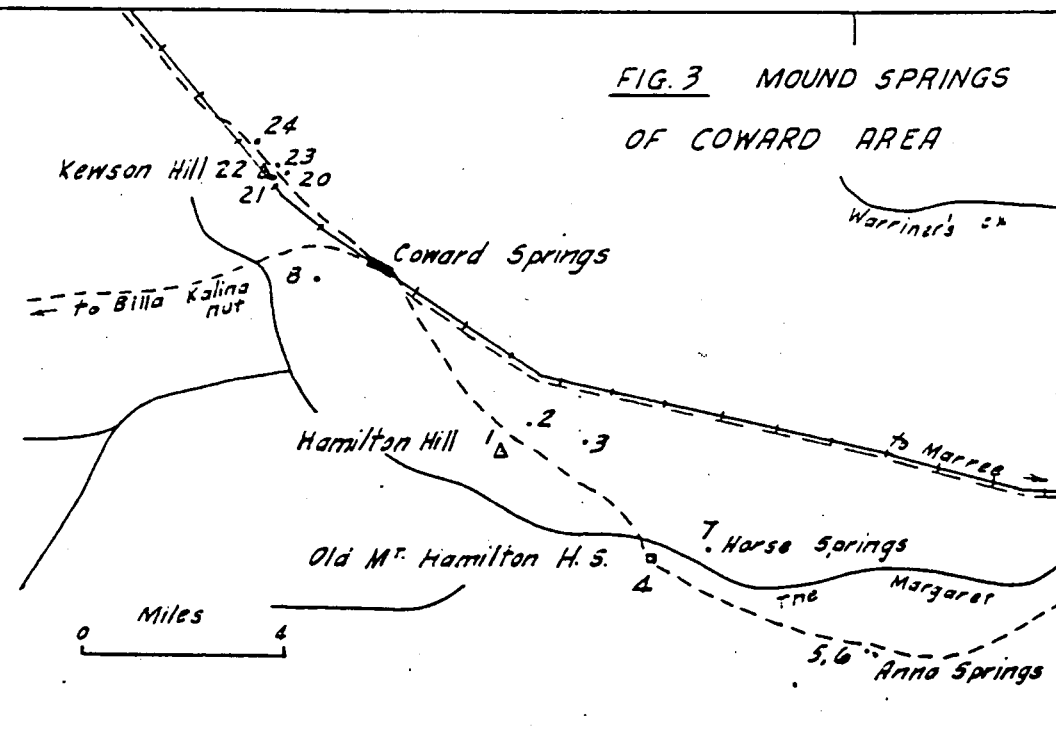 FIG. 3 MOUND SPRINGS
OF COWARD AREA
24
23
Kewson Hill 22
20
21
Warriner's ck
Coward Springs
8
to Billa Kalina
hut
2
Hamilton Hill 1
3
to Marree
7
Horse Springs
Old MT. Hamilton H.S.
4
The Margaret
Miles
0 4
5,6
Anna Springs